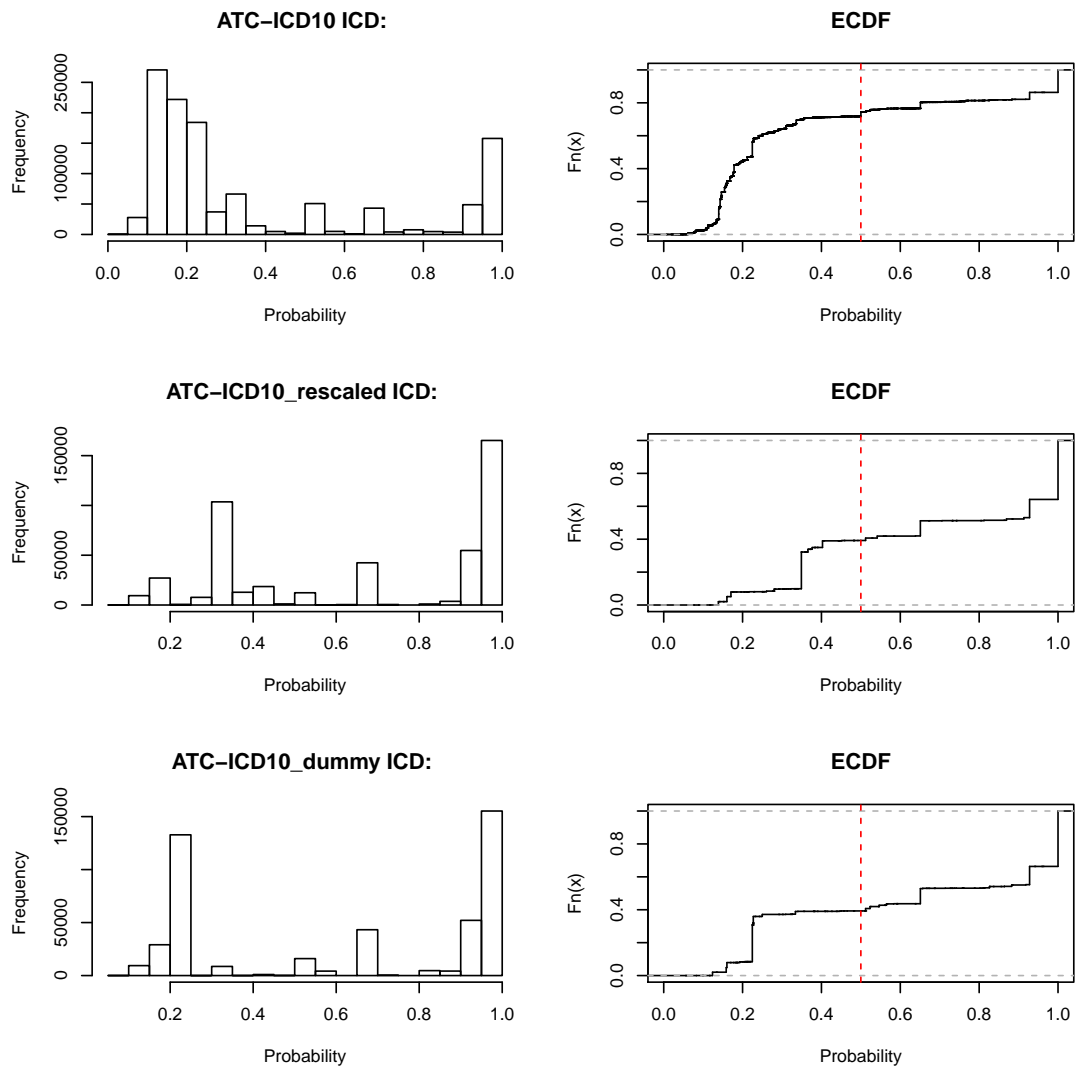 ATC−ICD10 ICD:
Frequency
0 100000 250000
0.0 0.2 0.4 0.6 0.8 1.0
Probability
ECDF
Fn(x)
0.0 0.4 0.8
0.0 0.2 0.4 0.6 0.8 1.0
Probability
ATC−ICD10_rescaled ICD:
Frequency
0 50000 150000
0.2 0.4 0.6 0.8 1.0
Probability
ECDF
Fn(x)
0.0 0.4 0.8
0.0 0.2 0.4 0.6 0.8 1.0
Probability
ATC−ICD10_dummy ICD:
Frequency
0 50000 150000
0.2 0.4 0.6 0.8 1.0
Probability
ECDF
Fn(x)
0.0 0.4 0.8
0.0 0.2 0.4 0.6 0.8 1.0
Probability